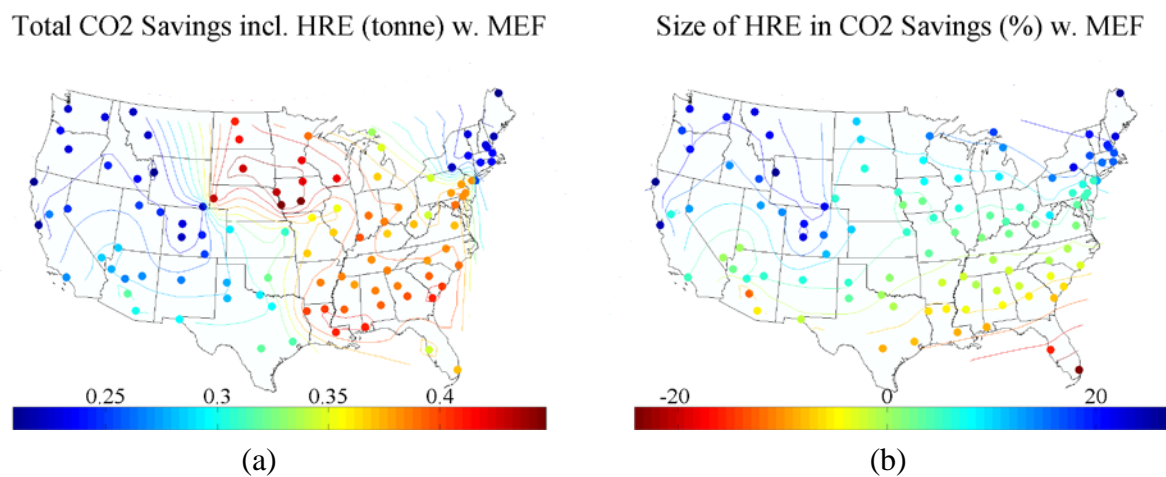 Total CO2 Savings incl. HRE (tonne) w. MEF
Size of HRE in CO2 Savings (%) w. MEF
0.25 0.3 0.35 0.4
-20 0 20
(a)
(b)